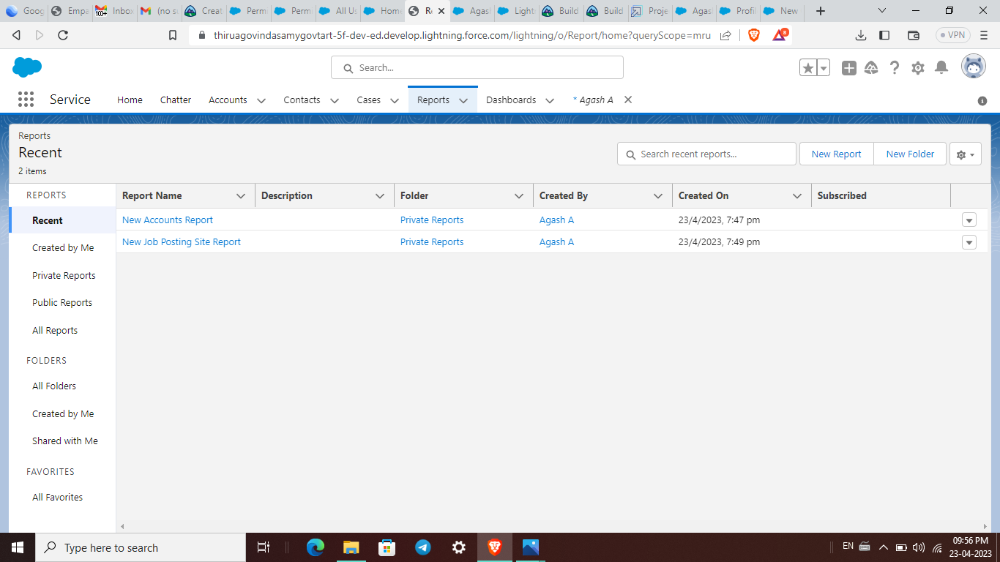 Goog
Empa
100+
Inbox
(no s
Creat
Perm
Perm
All Us
Home
Re
Agash
Light
Build
Build
Proje
Agas
Profil
New
thiruagovindasamygovtart-5f-dev-ed.develop.lightning.force.com/lightning/o/Report/home?queryScope=mru
8
VPN
Search...
Service
Home
Chatter
Accounts
Contacts
Cases
Reports
Dashboards
* Agash A
Reports
Recent
2 items
Search recent reports...
New Report
New Folder
REPORTS
Recent
Created by Me
Private Reports
Public Reports
All Reports
FOLDERS
All Folders
Created by Me
Shared with Me
FAVORITES
All Favorites
Report Name Description Folder Created By Created On Subscribed
New Accounts Report Private Reports Agash A 23/4/2023, 7:47 pm
New Job Posting Site Report Private Reports Agash A 23/4/2023, 7:49 pm
Type here to search
EN
09:56 PM
23-04-2023